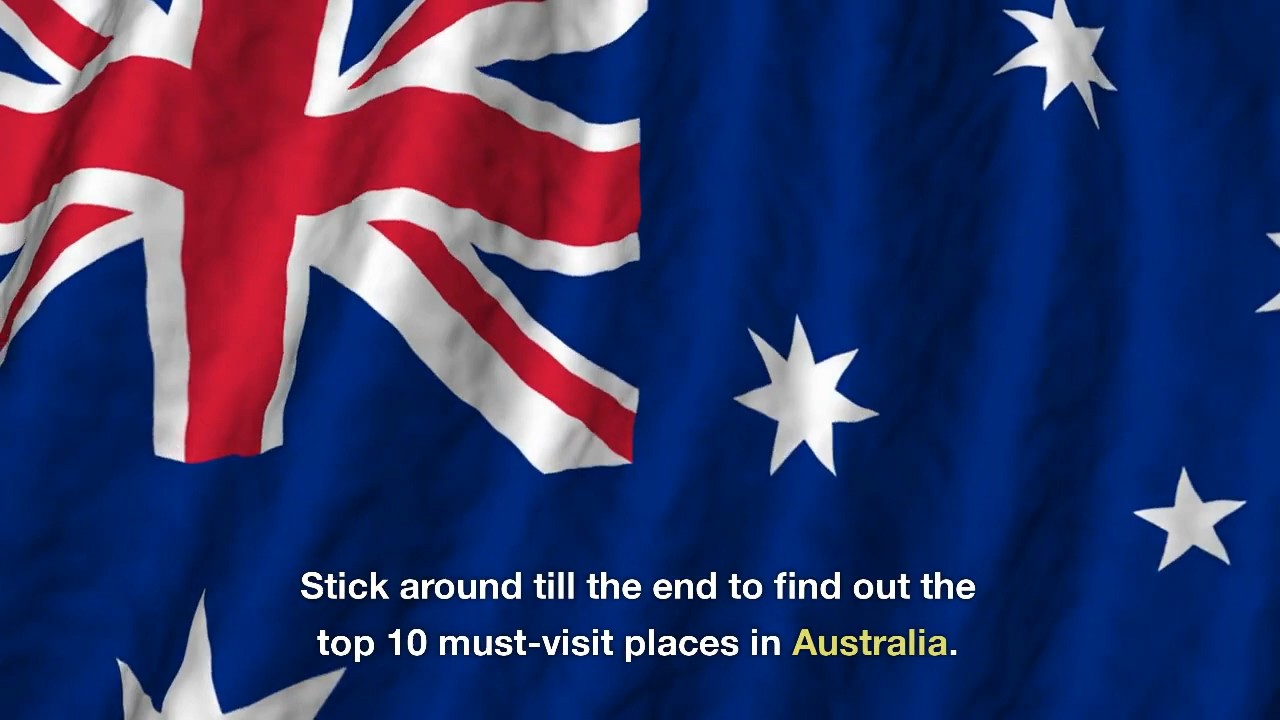 Stick around till the end to find out the
top 10 must-visit places in Australia.